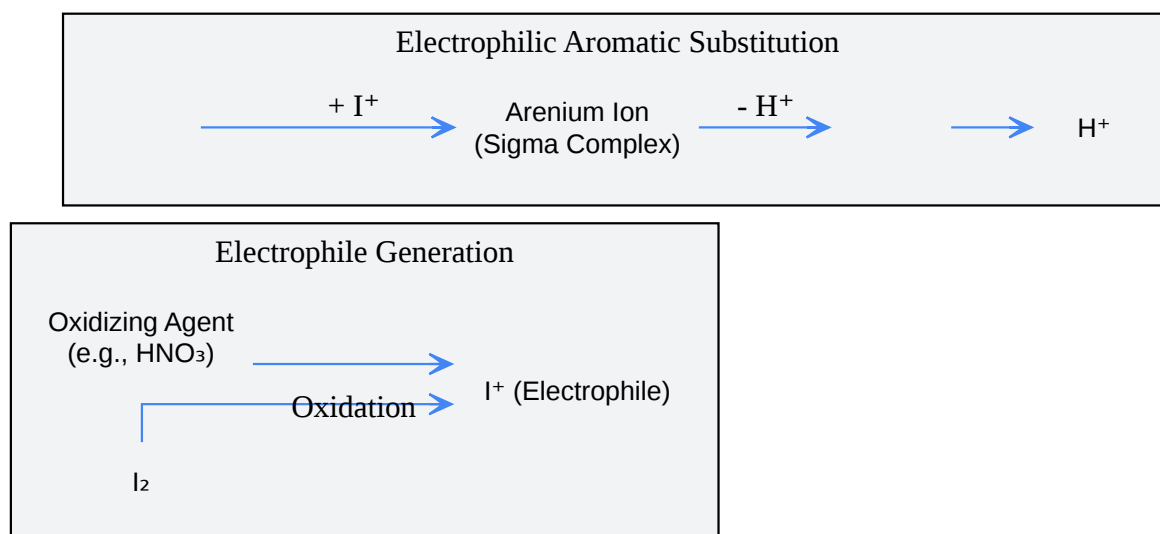 Electrophilic Aromatic Substitution
+ I⁺
Arenium Ion
(Sigma Complex)
- H⁺
H⁺
Electrophile Generation
Oxidizing Agent
(e.g., HNO₃)
I⁺ (Electrophile)
Oxidation
I₂